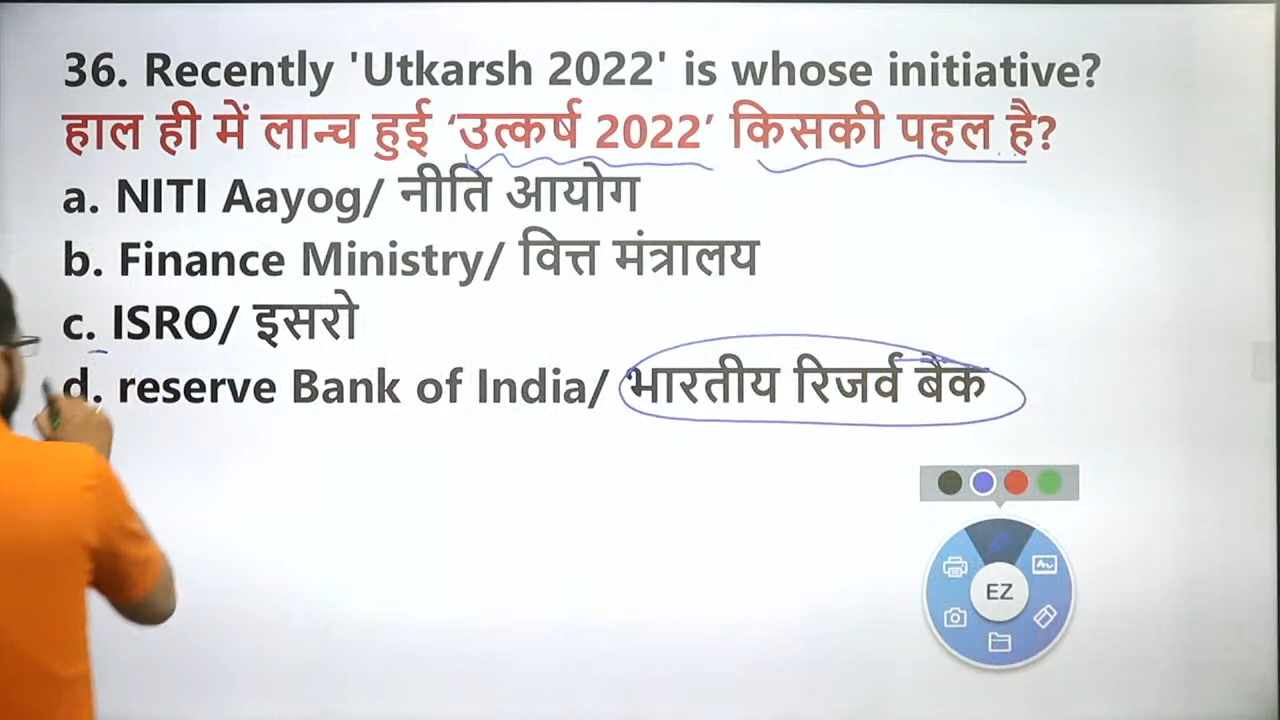 36. Recently 'Utkarsh 2022' is whose initiative?
हाल ही में लान्च हुई ‘उत्कर्ष 2022’ किसकी पहल है?
a. NITI Aayog/ नीति आयोग
b. Finance Ministry/ वित्त मंत्रालय
c. ISRO/ इसरो
d. reserve Bank of India/ भारतीय रिजर्व बैंक
EZ